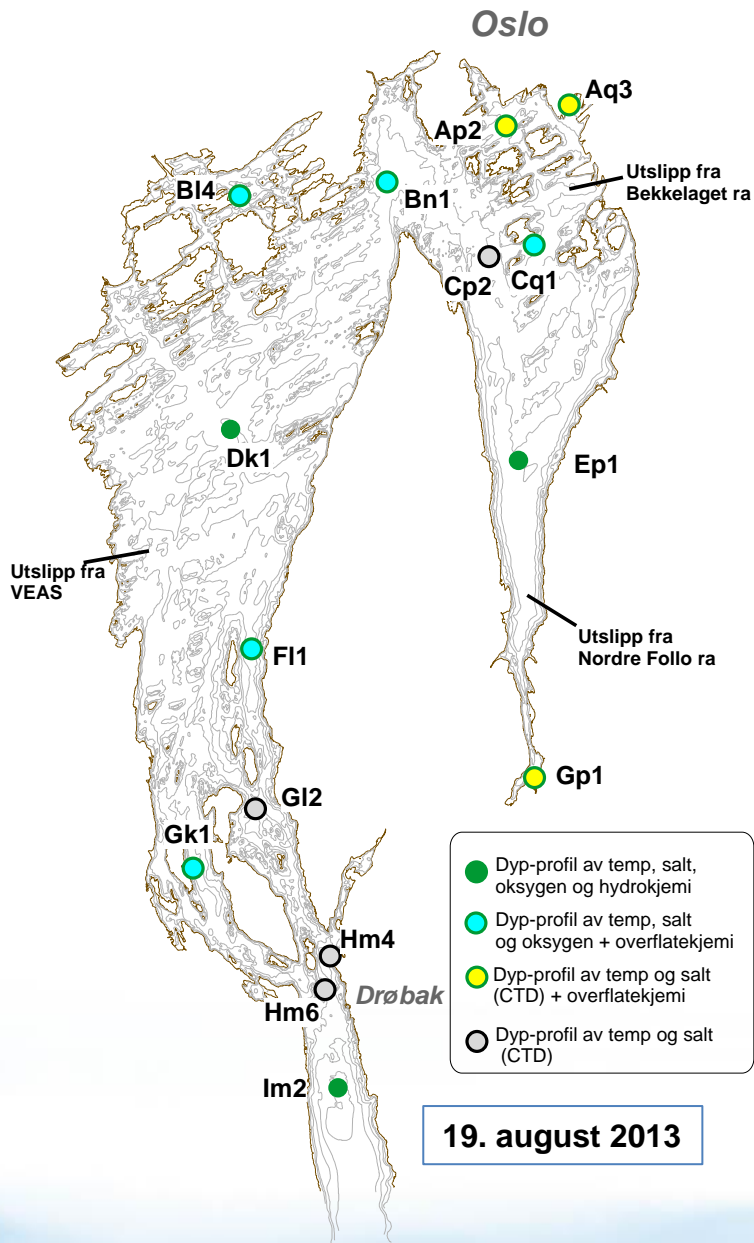 Oslo
Aq3
Ap2
Utslipp fra
Bekkelaget ra
Bl4
Bn1
Cp2
Cq1
Dk1
Ep1
Utslipp fra
VEAS
Fl1
Utslipp fra
Nordre Follo ra
Gp1
Gl2
Gk1
Dyp-profil av temp, salt,
oksygen og hydrokjemi
Dyp-profil av temp, salt
og oksygen + overflatekjemi
Dyp-profil av temp og salt
(CTD) + overflatekjemi
Dyp-profil av temp og salt
(CTD)
Hm4
Hm6
Drøbak
Im2
19. august 2013